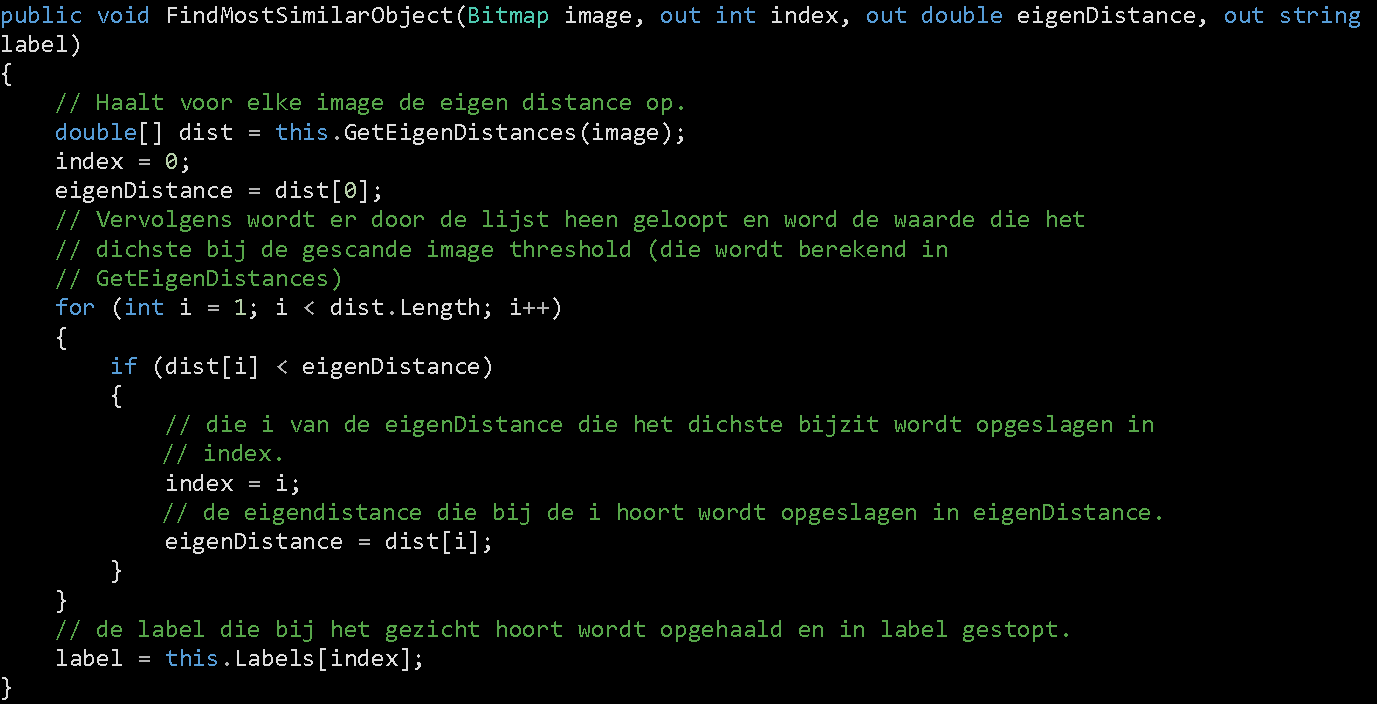 public void FindMostSimilarObject(Bitmap image, out int index, out double eigenDistance, out string
label)
{
    // Haalt voor elke image de eigen distance op.
    double[] dist = this.GetEigenDistances(image);
    index = 0;
    eigenDistance = dist[0];
    // Vervolgens wordt er door de lijst heen geloopt en word de waarde die het
    // dichste bij de gescande image threshold (die wordt berekend in
    // GetEigenDistances)
    for (int i = 1; i < dist.Length; i++)
    {
        if (dist[i] < eigenDistance)
        {
            // die i van de eigenDistance die het dichste bijzit wordt opgeslagen in
            // index.
            index = i;
            // de eigendistance die bij de i hoort wordt opgeslagen in eigenDistance.
            eigenDistance = dist[i];
        }
    }
    // de label die bij het gezicht hoort wordt opgehaald en in label gestopt.
    label = this.Labels[index];
}